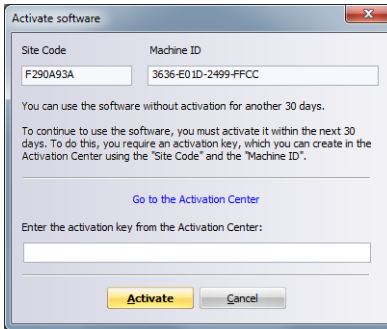 Activate software
Site Code Machine ID
F290A93A 3636-E01D-2499-FFCC
You can use the software without activation for another 30 days.
To continue to use the software, you must activate it within the next 30
days. To do this, you require an activation key, which you can create in the
Activation Center using the "Site Code" and the "Machine ID".
Go to the Activation Center
Enter the activation key from the Activation Center:
Activate Cancel